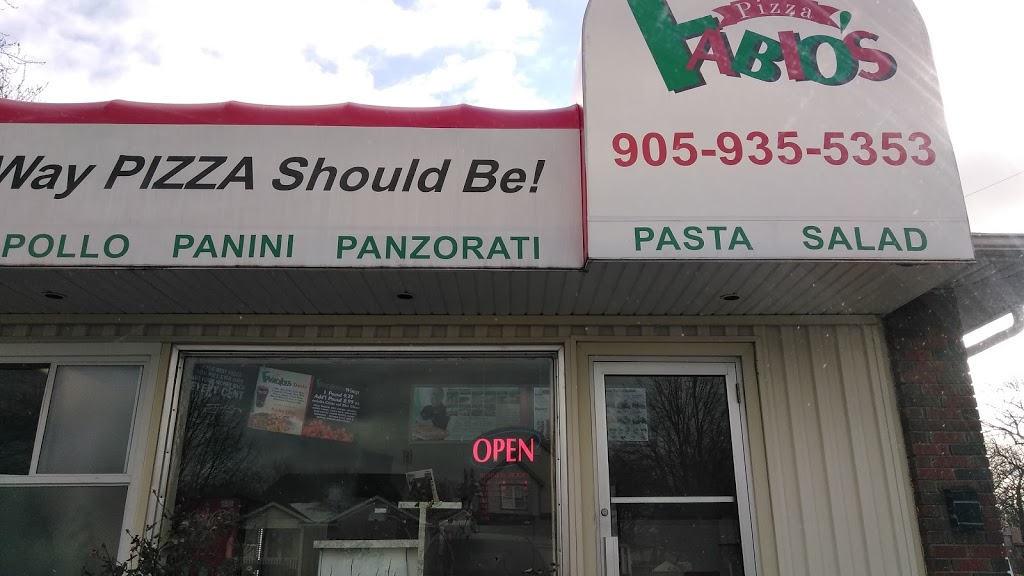 Pizza
FABIO'S
905-935-5353
Way PIZZA Should Be!
POLLO PANINI PANZORATI
PASTA SALAD
OPEN